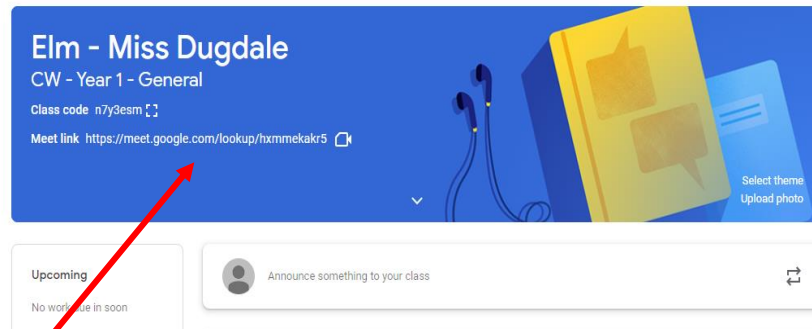 Elm - Miss Dugdale
CW - Year 1 - General
Class code n7y3esm
Meet link https://meet.google.com/lookup/hxmmekakr5
Select theme
Upload photo
Upcoming
Announce something to your class
No work due in soon